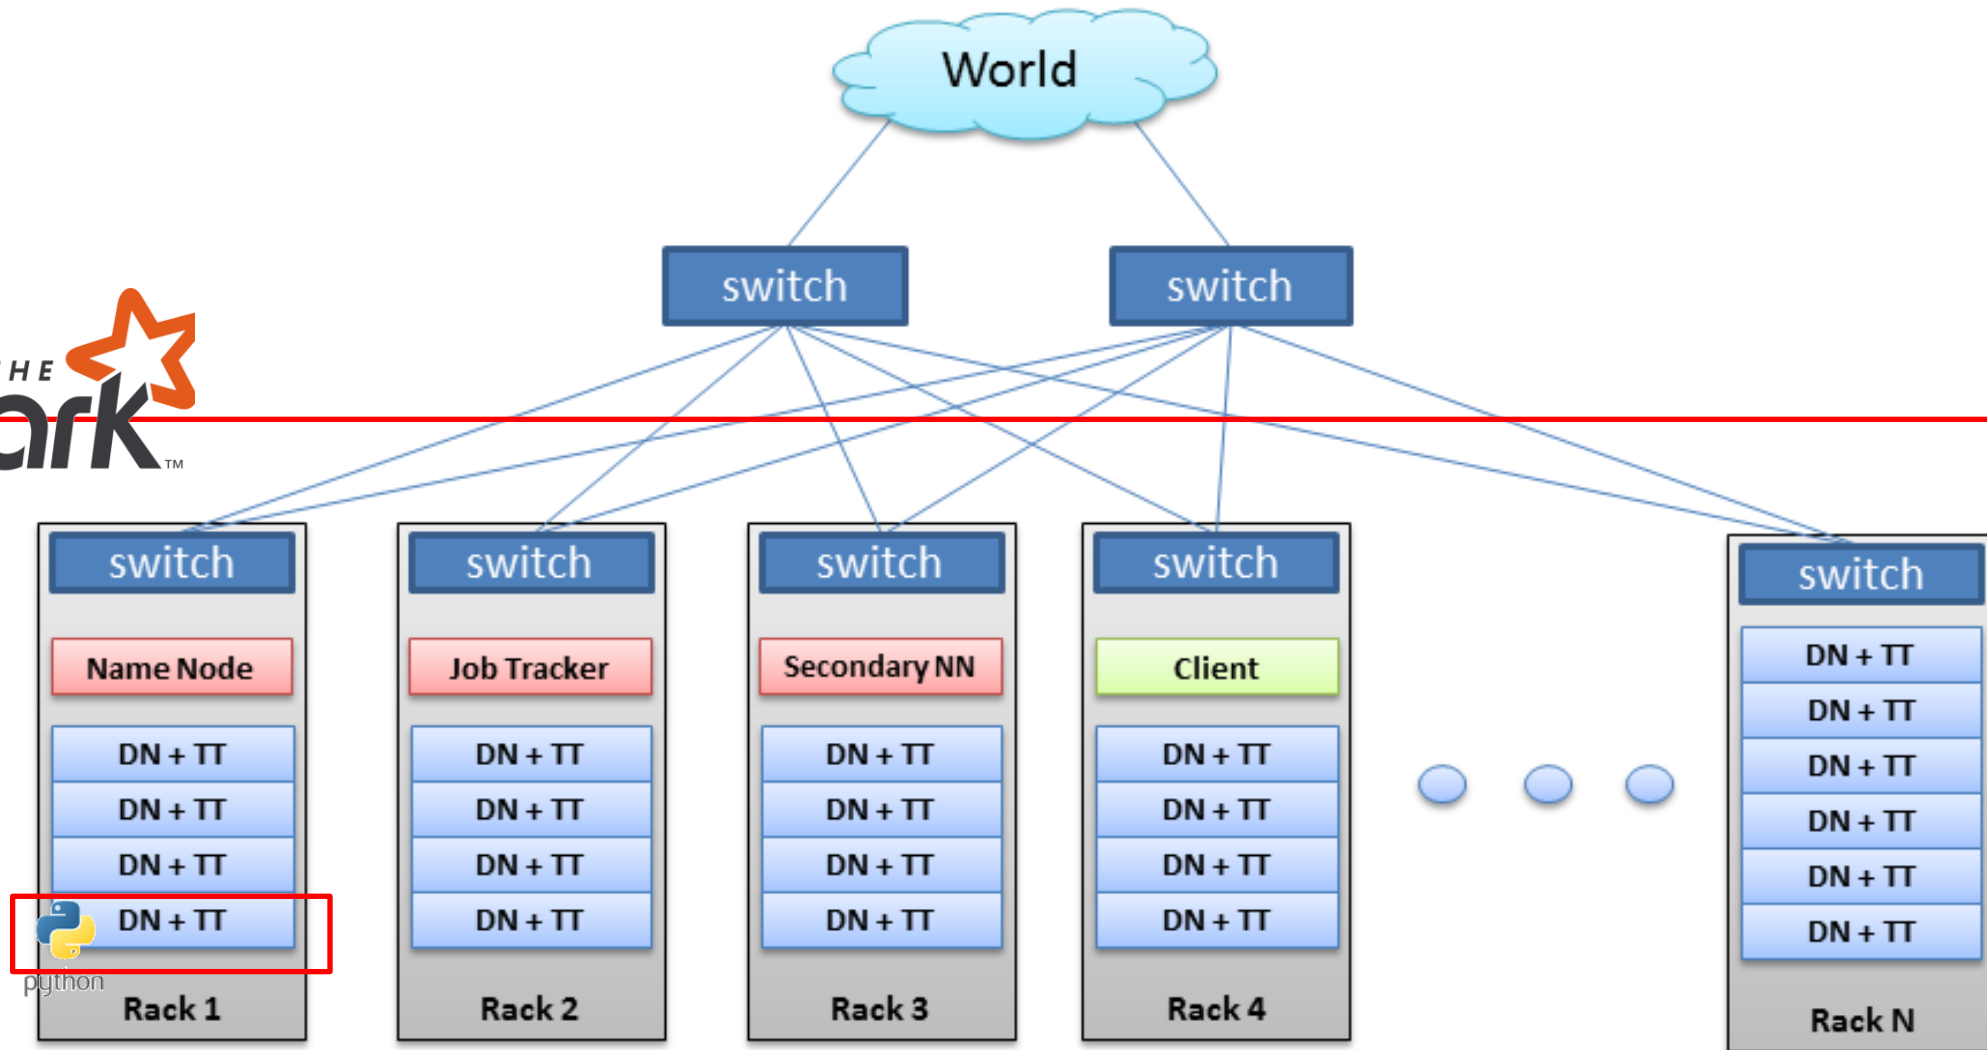 World
switch switch
HE
ark
TM
switch switch switch switch switch
Name Node Job Tracker Secondary NN Client DN + TT
DN + TT
DN + TT DN + TT DN + TT DN + TT DN + TT
DN + TT DN + TT DN + TT DN + TT DN + TT
DN + TT DN + TT DN + TT DN + TT DN + TT
DN + TT DN + TT DN + TT DN + TT DN + TT
python
Rack 1 Rack 2 Rack 3 Rack 4 Rack N